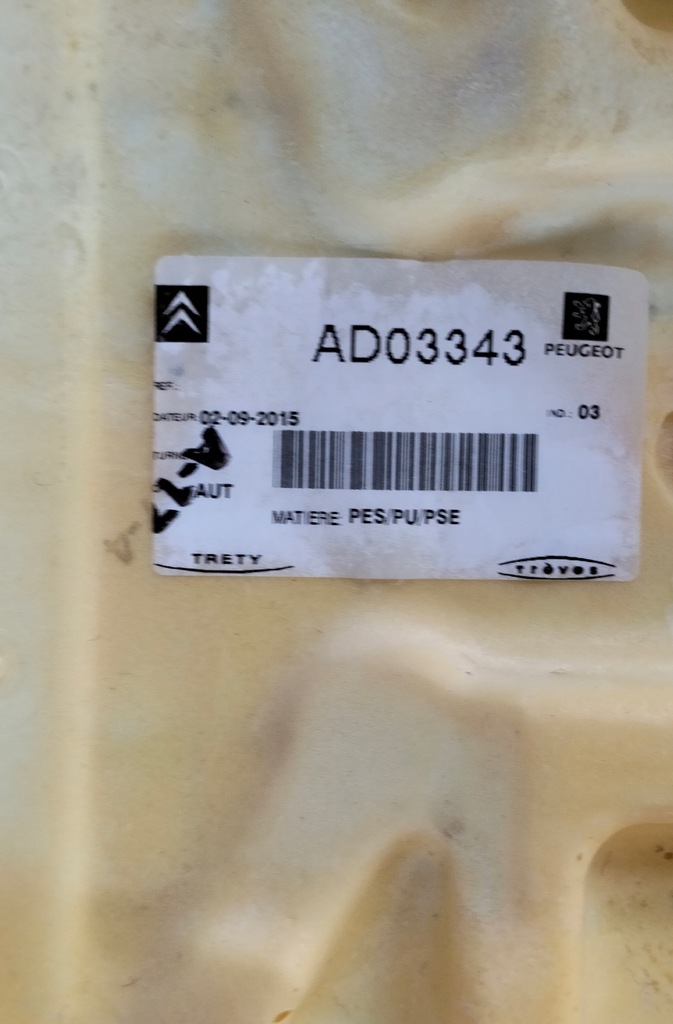 AD03343
PEUGEOT
REF.:
DATEUR: 02-09-2015
IND.: 03
AUT
MATIERE: PES/PU/PSE
TRETY
Trèves